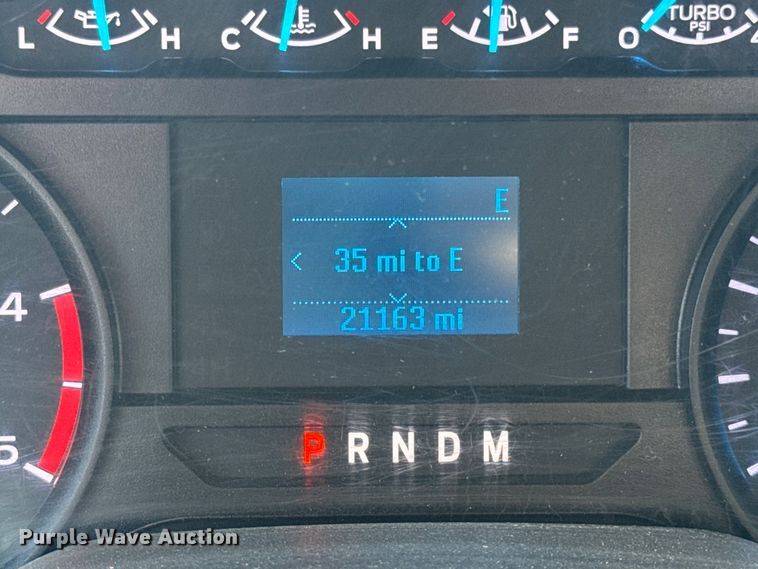 L H C H E F O TURBO
PSI
E
35 mi to E
21163 mi
4
5
P R N D M
Purple Wave Auction